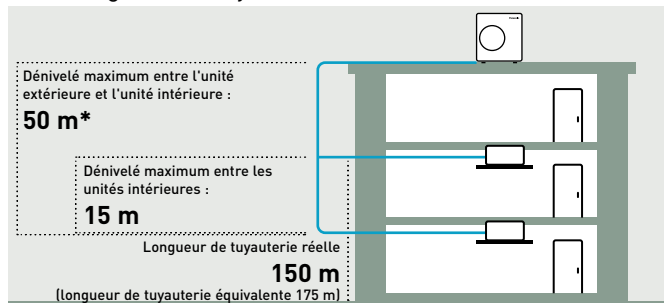 Dénivelé maximum entre l'unité
extérieure et l'unité intérieure :
50 m*
Dénivelé maximum entre les
unités intérieures :
15 m
Longueur de tuyauterie réelle
150 m
(longueur de tuyauterie équivalente 175 m)